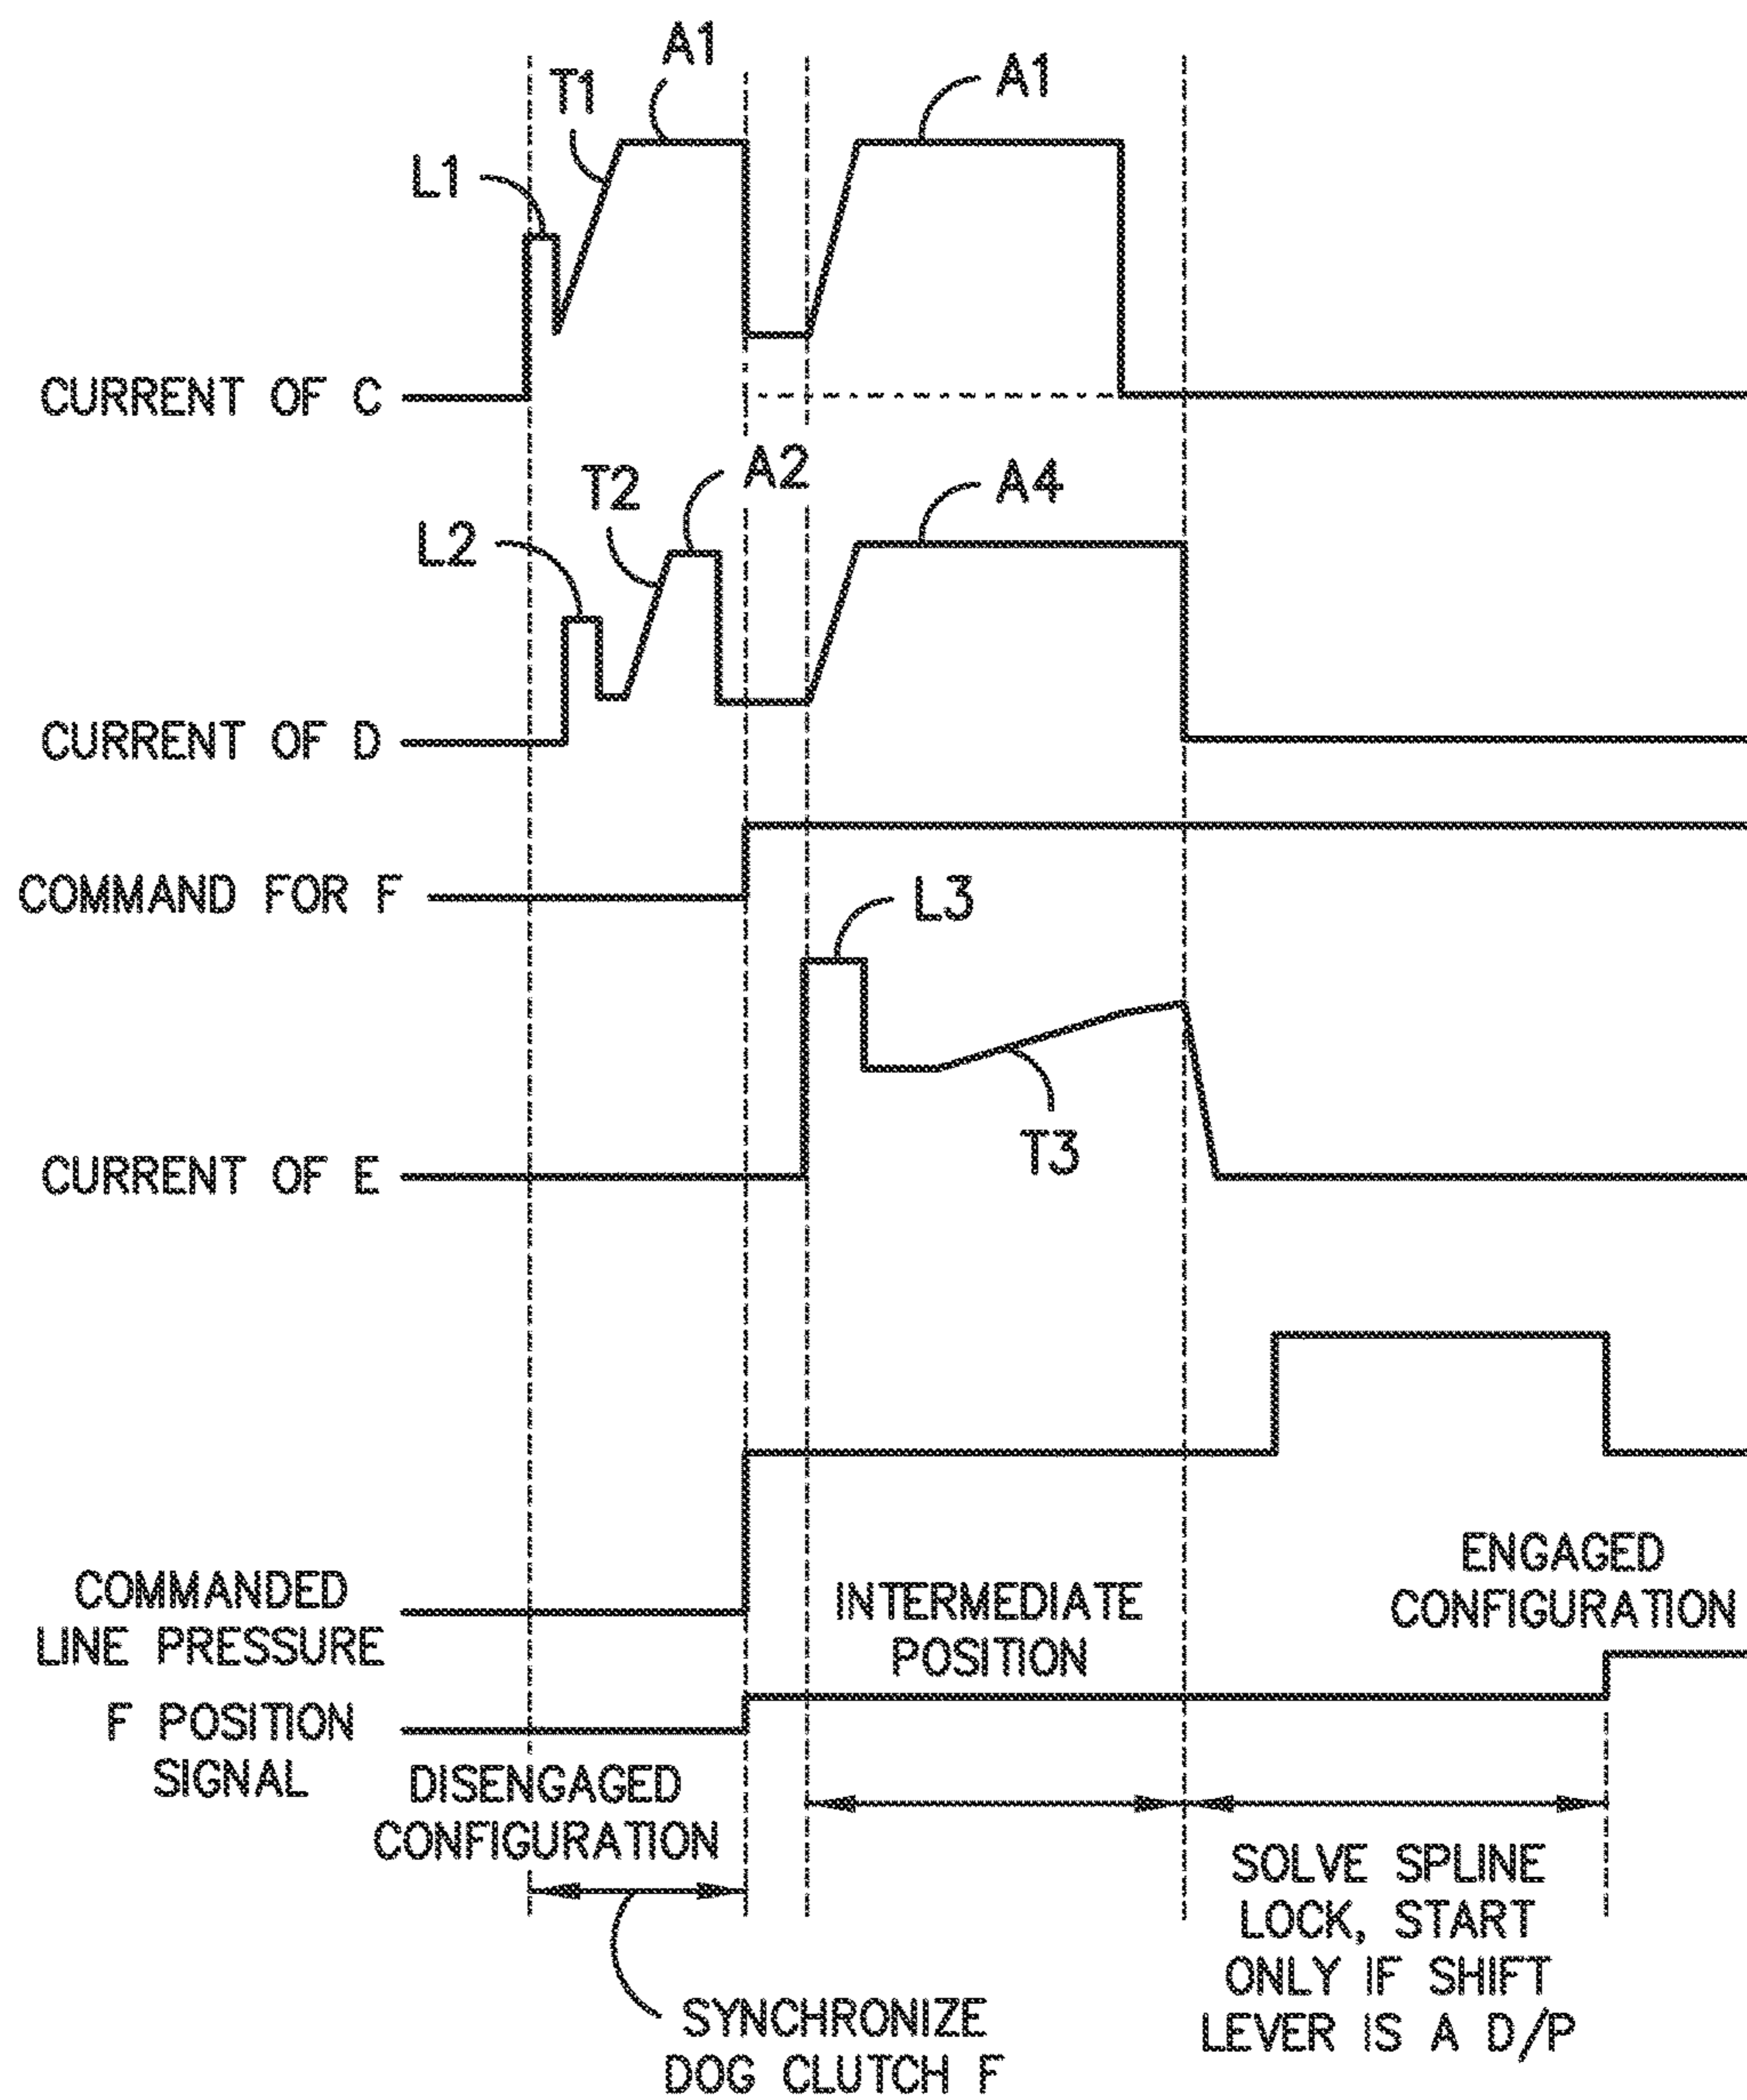 A1
T1
A1
L1
CURRENT OF C
A2
A4
T2
L2
CURRENT OF D
COMMAND FOR F
L3
T3
CURRENT OF E
ENGAGED
CONFIGURATION
COMMANDED
LINE PRESSURE
INTERMEDIATE
POSITION
F POSITION
SIGNAL
DISENGAGED
CONFIGURATION
SOLVE SPLINE
LOCK, START
ONLY IF SHIFT
LEVER IS A D/P
SYNCHRONIZE
DOG CLUTCH F